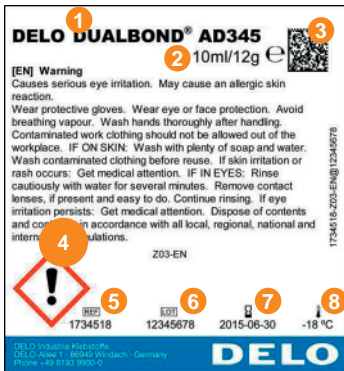 1
3
DELO DUALBOND® AD345
2 10ml/12g ℮
[EN] Warning
Causes serious eye irritation. May cause an allergic skin
reaction.
Wear protective gloves. Wear eye or face protection. Avoid
breathing vapour. Wash hands thoroughly after handling.
Contaminated work clothing should not be allowed out of the
workplace. IF ON SKIN: Wash with plenty of soap and water.
Wash contaminated clothing before reuse. If skin irritation or
rash occurs: Get medical attention. IF IN EYES: Rinse
cautiously with water for several minutes. Remove contact
lenses, if present and easy to do. Continue rinsing. If eye
irritation persists: Get medical attention. Dispose of contents
and in accordance with all local, regional, national and
1734518-Z03-EN@12345678
Z03-EN
4
5
6
7
8
REF
LOT
1734518
12345678
2015-06-30
-18 ºC
DELO Industrie Klebstoffe
DELO-Allee 1 · 86949 Windach · Germany
Phone +49 8193 9900-0
DELO